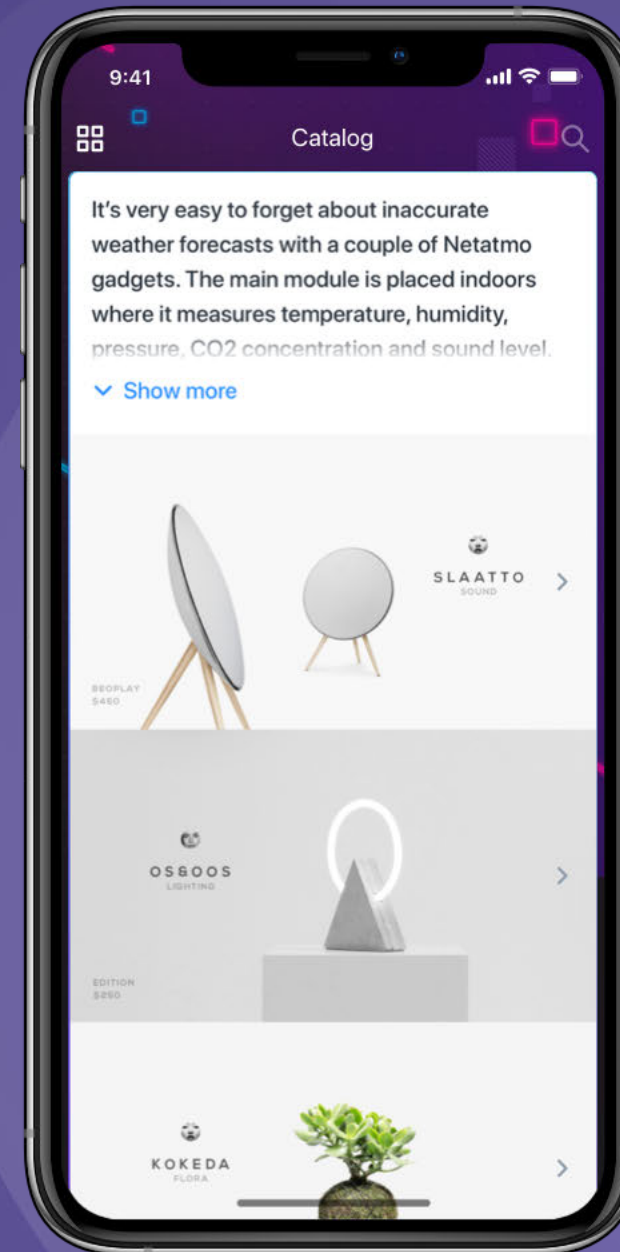 9:41
Catalog
It's very easy to forget about inaccurate
weather forecasts with a couple of Netatmo
gadgets. The main module is placed indoors
where it measures temperature, humidity,
pressure, CO2 concentration and sound level.
Show more
SLAATTO
SOUND
BEOPLAY
$460
OS&OOS
LIGHTING
EDITION
$250
KOKEDA
FLORA